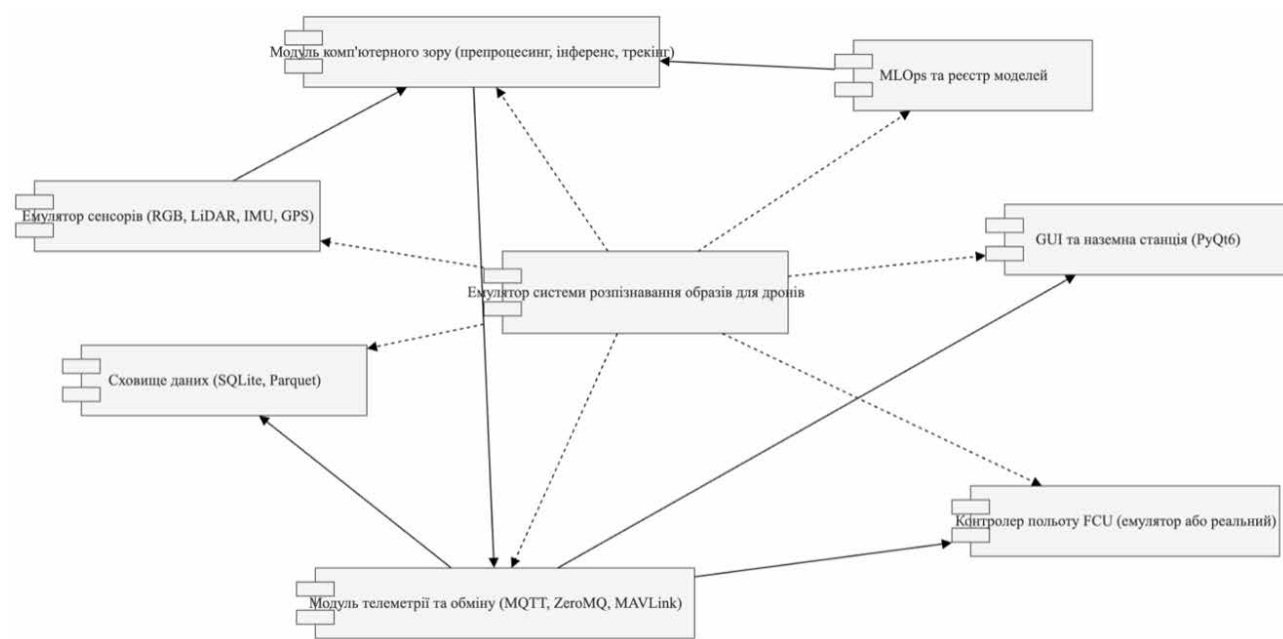 Модуль комп'ютерного зору (препроцесинг, інференс, трекінг)
MLOps та реєстр моделей
Емулятор сенсорів (RGB, LiDAR, IMU, GPS)
GUI та наземна станція (PyQt6)
Емулятор системи розпізнавання образів для дронів
Сховище даних (SQLite, Parquet)
Контролер польоту FCU (емулятор або реальний)
Модуль телеметрії та обміну (MQTT, ZeroMQ, MAVLink)